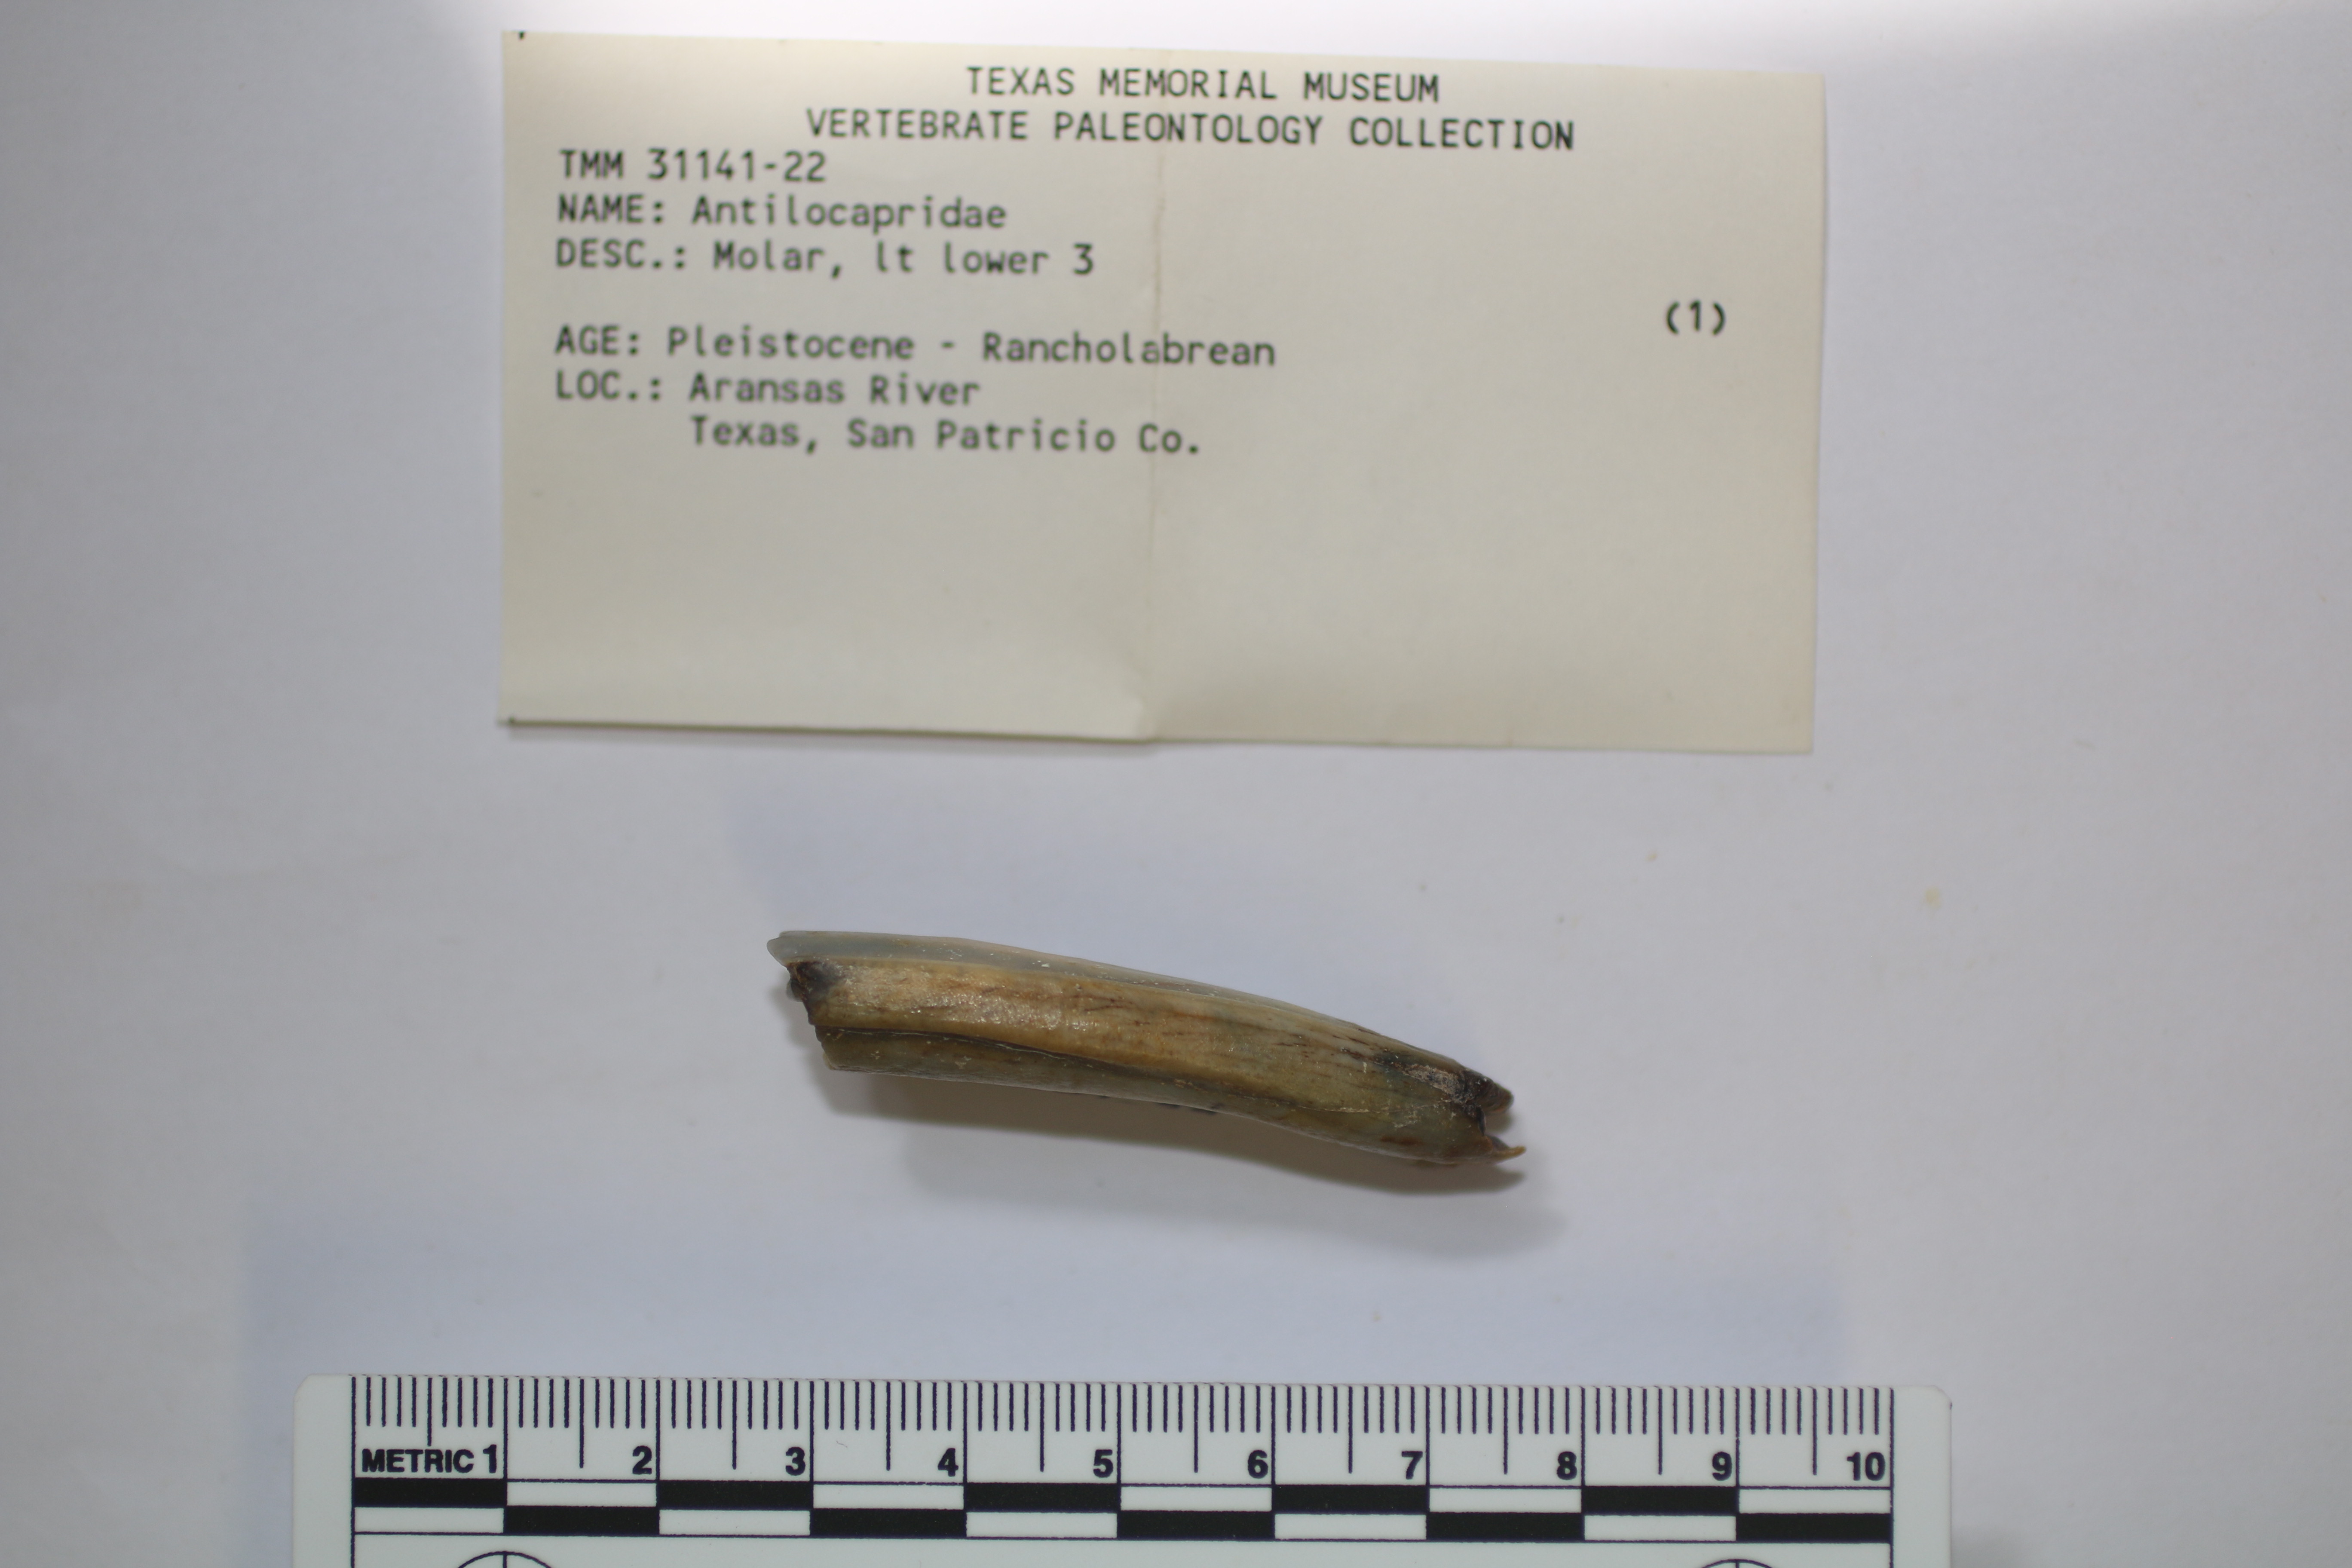 TEXAS MEMORIAL MUSEUM
VERTEBRATE PALEONTOLOGY COLLECTION
TMM 31141-22
NAME: Antilocapridae
DESC.: Molar, lt lower 3
(1)
AGE: Pleistocene - Rancholabrean
LOC.: Aransas River
Texas, San Patricio Co.
METRIC 1 2 3 4 5 6 7 8 9 10